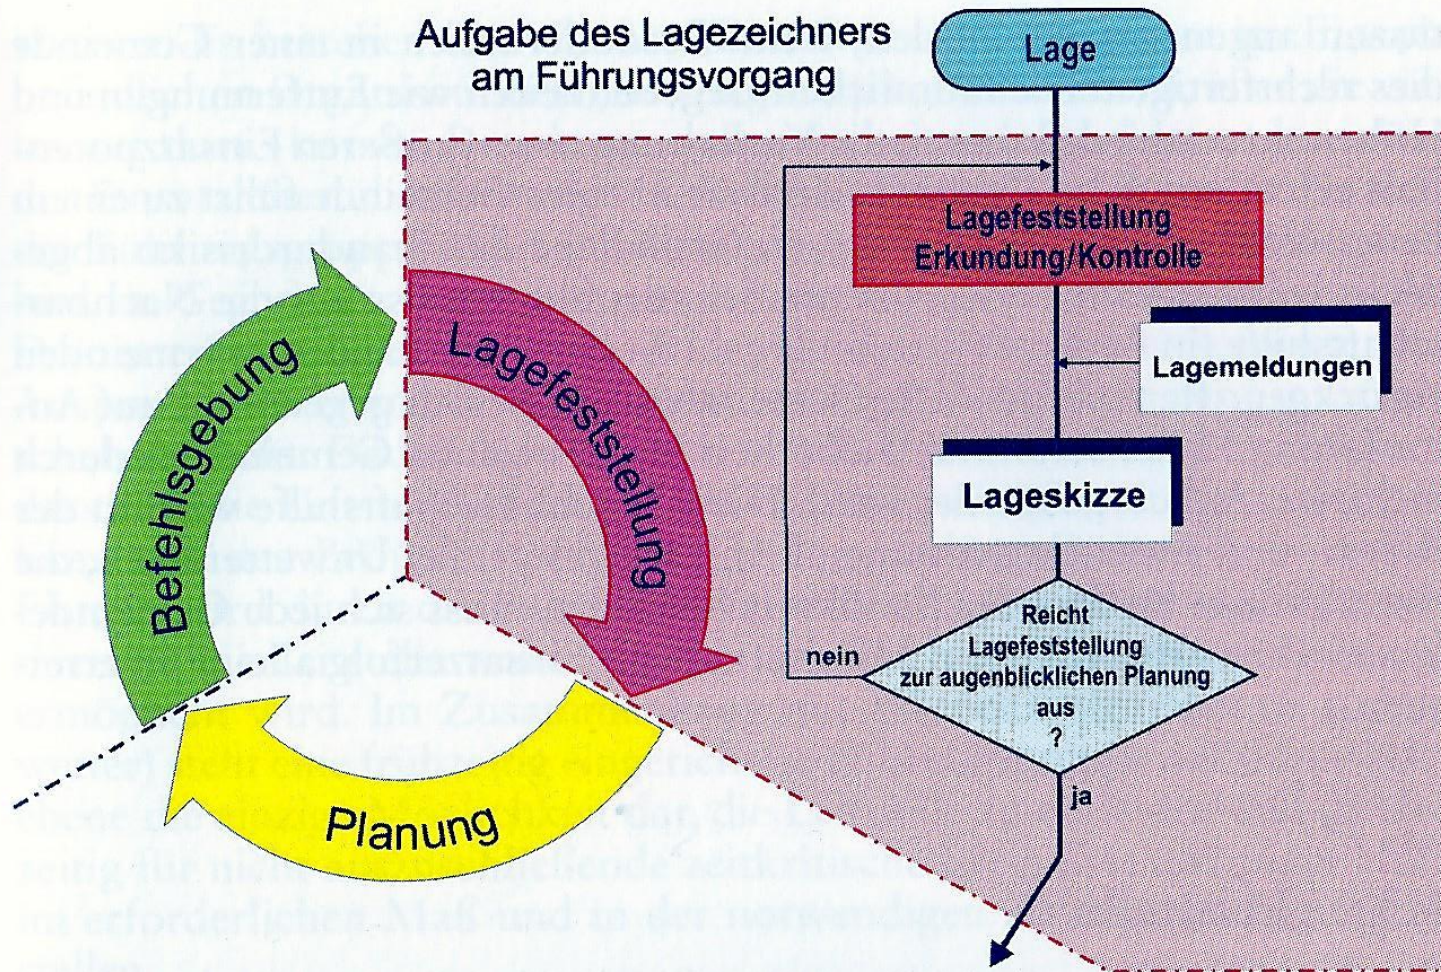 Aufgabe des Lagezeichners
am Führungsvorgang
Lage
Lagefeststellung
Erkundung/Kontrolle
Lagemeldungen
Lageskizze
Reicht
Lagefeststellung
zur augenblicklichen Planung
aus
?
nein
ja
Befehlsgebung
Lagefeststellung
Planung